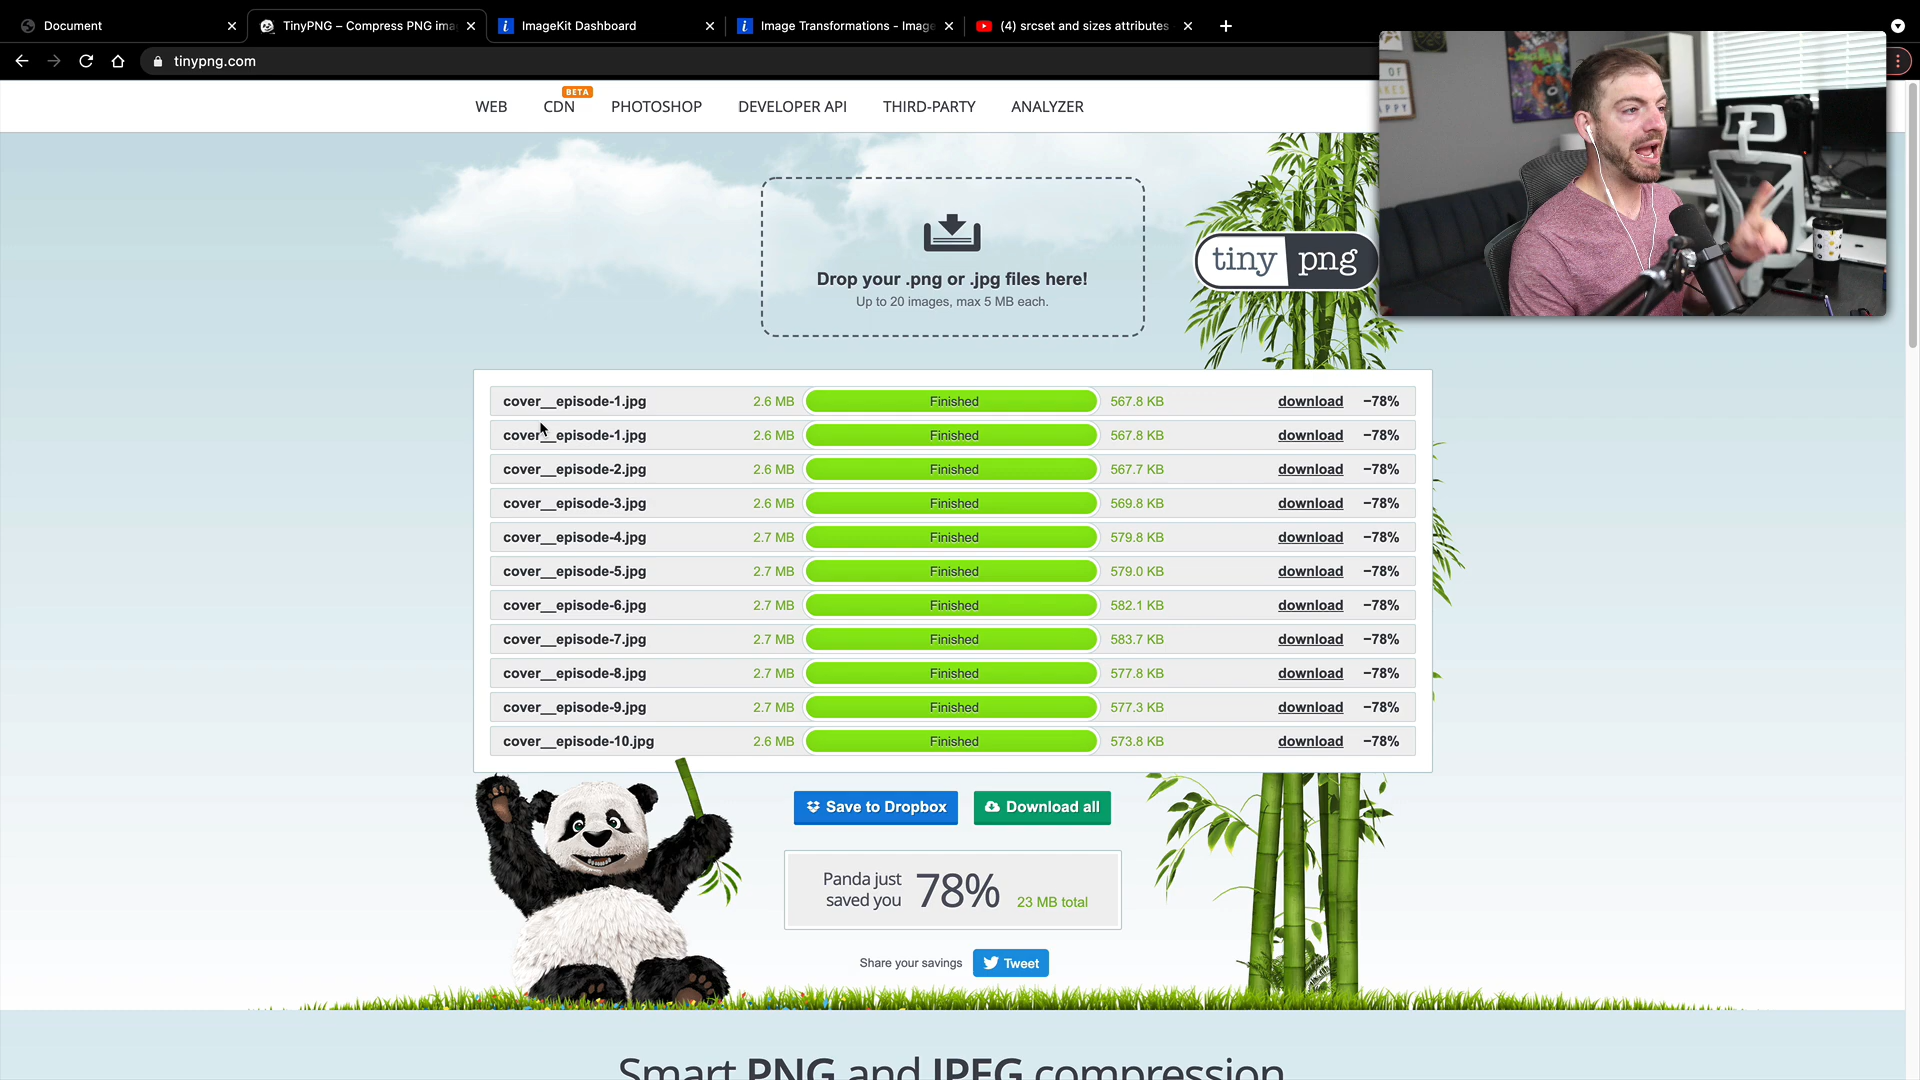 Document
TinyPNG – Compress PNG ima
ImageKit Dashboard
Image Transformations - Image
(4) srcset and sizes attributes
tinypng.com
WEB
CDN
BETA
PHOTOSHOP
DEVELOPER API
THIRD-PARTY
ANALYZER
Drop your .png or .jpg files here!
Up to 20 images, max 5 MB each.
tiny png
cover__episode-1.jpg 2.6 MB Finished 567.8 KB download −78%
cover__episode-1.jpg 2.6 MB Finished 567.8 KB download −78%
cover__episode-2.jpg 2.6 MB Finished 567.7 KB download −78%
cover__episode-3.jpg 2.6 MB Finished 569.8 KB download −78%
cover__episode-4.jpg 2.7 MB Finished 579.8 KB download −78%
cover__episode-5.jpg 2.7 MB Finished 579.0 KB download −78%
cover__episode-6.jpg 2.7 MB Finished 582.1 KB download −78%
cover__episode-7.jpg 2.7 MB Finished 583.7 KB download −78%
cover__episode-8.jpg 2.7 MB Finished 577.8 KB download −78%
cover__episode-9.jpg 2.7 MB Finished 577.3 KB download −78%
cover__episode-10.jpg 2.6 MB Finished 573.8 KB download −78%
Save to Dropbox
Download all
Panda just
saved you
78%
23 MB total
Share your savings
Tweet
Smart PNG and JPEG compression